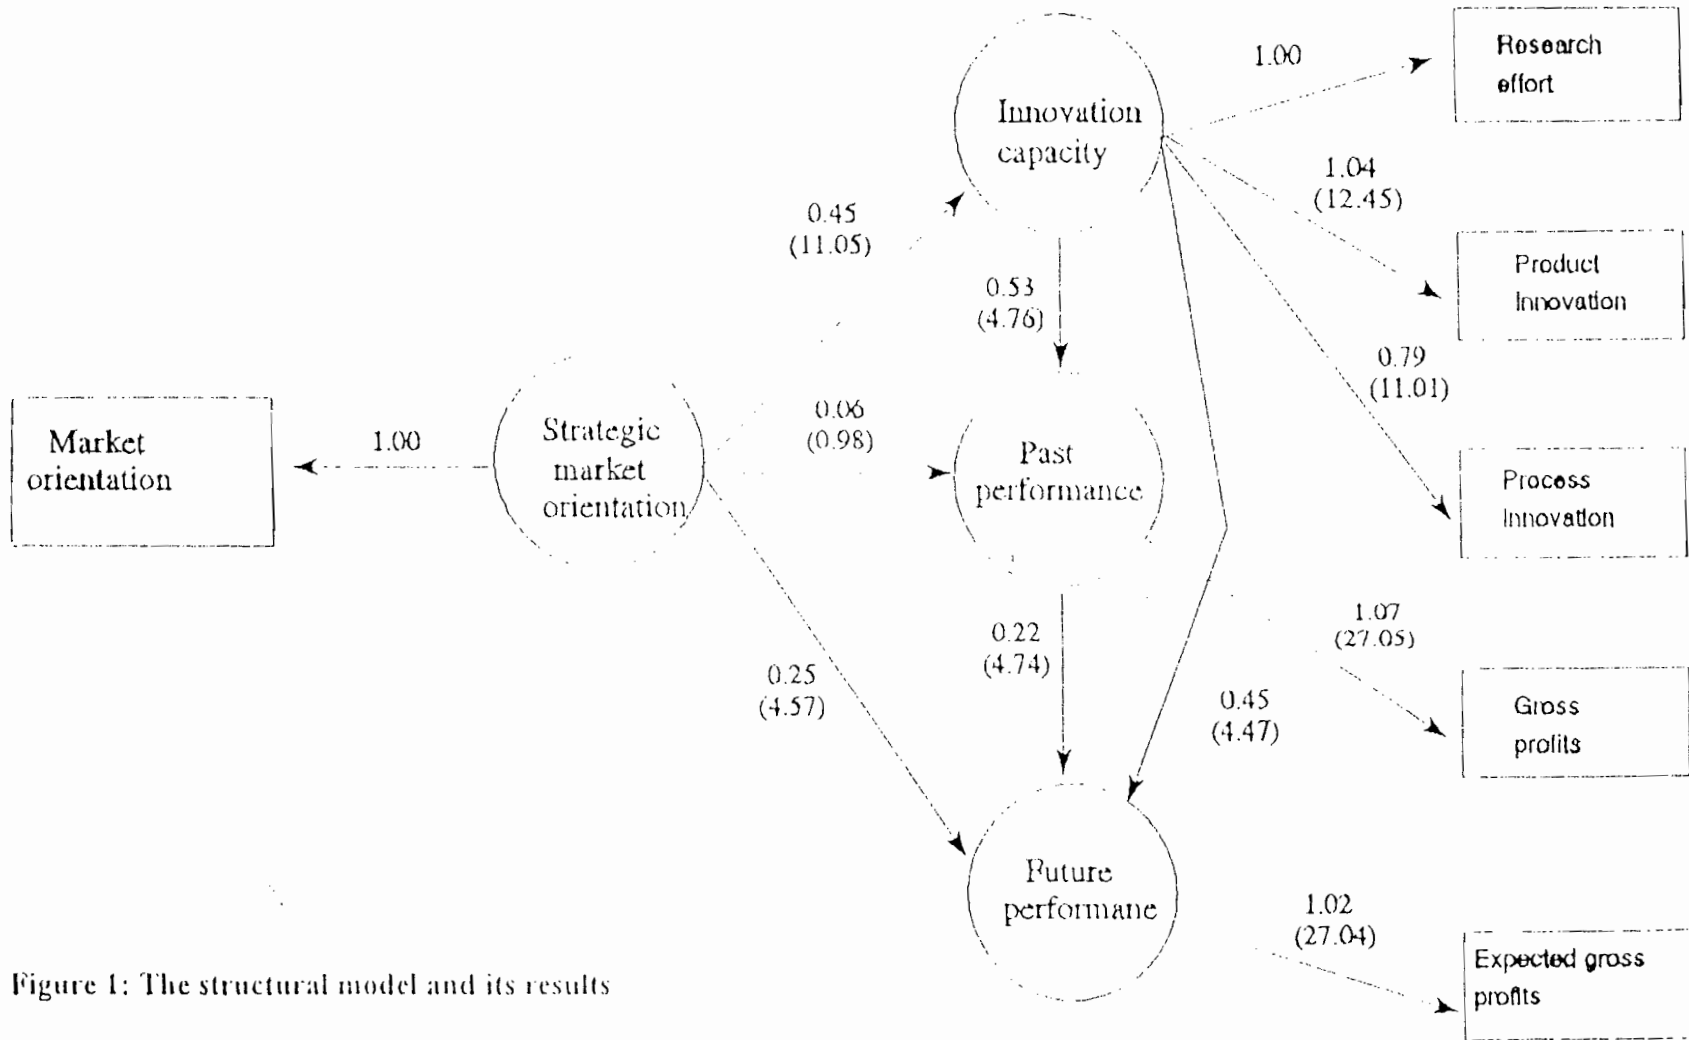 1.00
Research
effort
Innovation
capacity
1.04
(12.45)
0.45
(11.05)
Product
Innovation
0.53
(4.76)
0.79
(11.01)
Market
orientation
1.00
Strategic
market
orientation
0.06
(0.98)
Past
performance
Process
Innovation
1.07
(27.05)
0.22
(4.74)
0.25
(4.57)
0.45
(4.47)
Gross
profits
Future
performane
1.02
(27.04)
Expected gross
profits
Figure 1: The structural model and its results